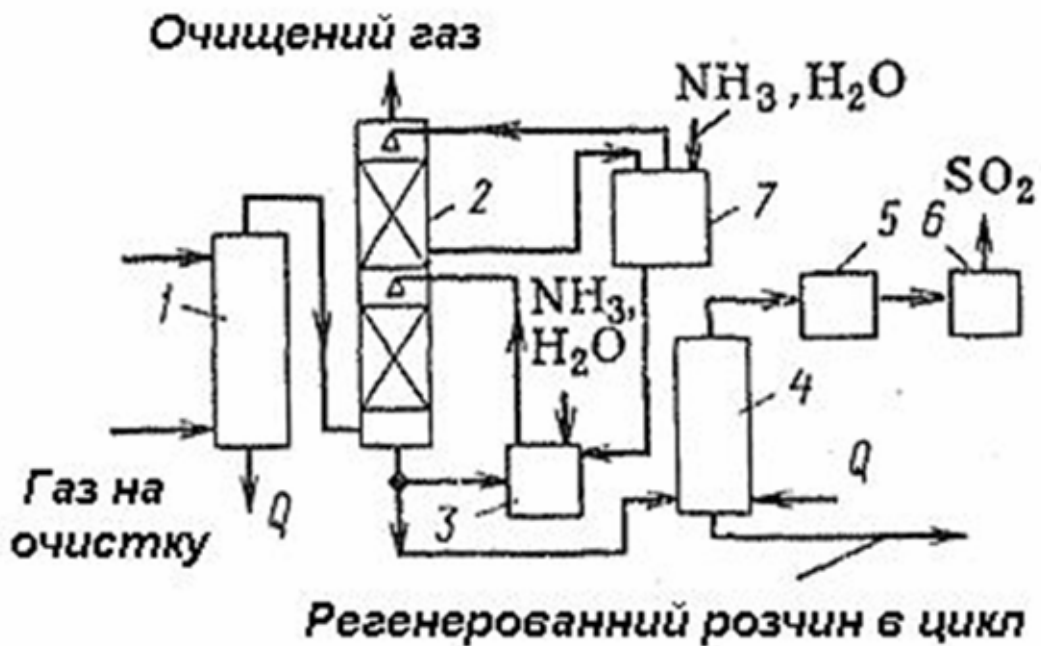 Очищений газ
NH₃, H₂O
SO₂
2
7
5
6
1
NH₃,
H₂O
4
Q
Q
3
Газ на
очистку
Регенерованний розчин в цикл